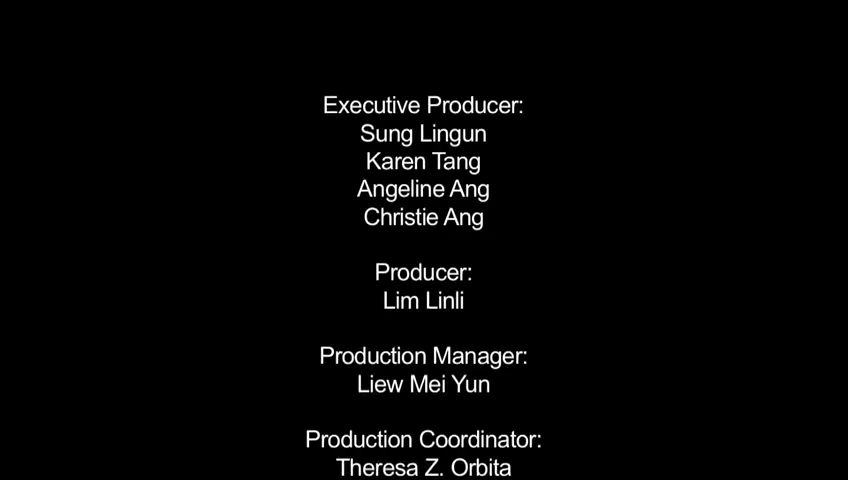 Executive Producer:
Sung Lingun
Karen Tang
Angeline Ang
Christie Ang
Producer:
Lim Linli
Production Manager:
Liew Mei Yun
Production Coordinator:
Theresa Z. Orbita